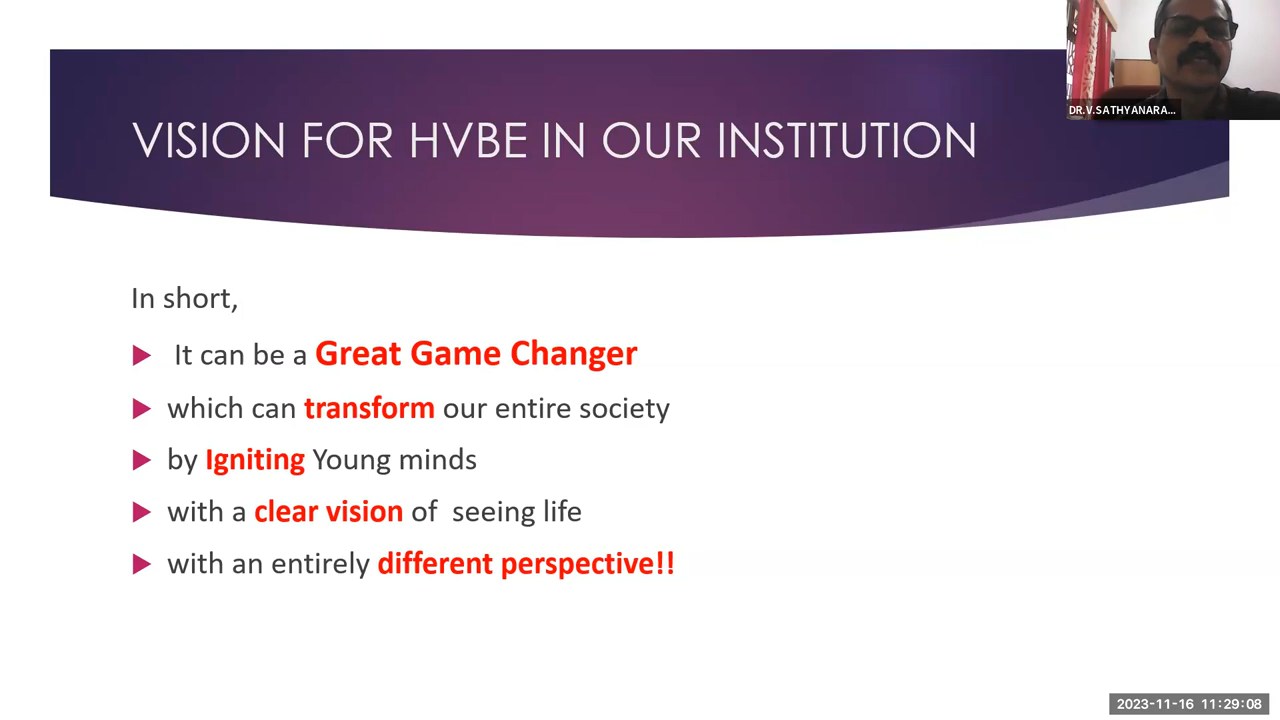 DR.V.SATHYANARA...
VISION FOR HVBE IN OUR INSTITUTION
In short,
It can be a Great Game Changer
which can transform our entire society
by Igniting Young minds
with a clear vision of seeing life
with an entirely different perspective!!
2023-11-16 11:29:08